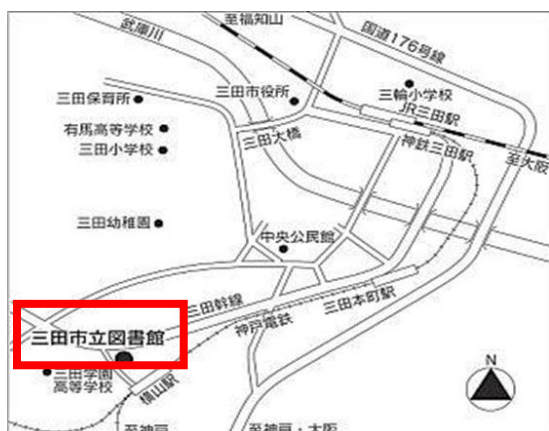 至福知山
国道176号線
武庫川
三輪小学校
三田保育所
三田市役所
JR三田駅
有馬高等学校
三田大橋
神鉄三田駅
三田小学校
至大阪
三田幼稚園
中央公民館
三田幹線
三田本町駅
神戸電鉄
三田市立図書館
三田学園
高等学校
横山駅
N
至神戸
至神戸・大阪